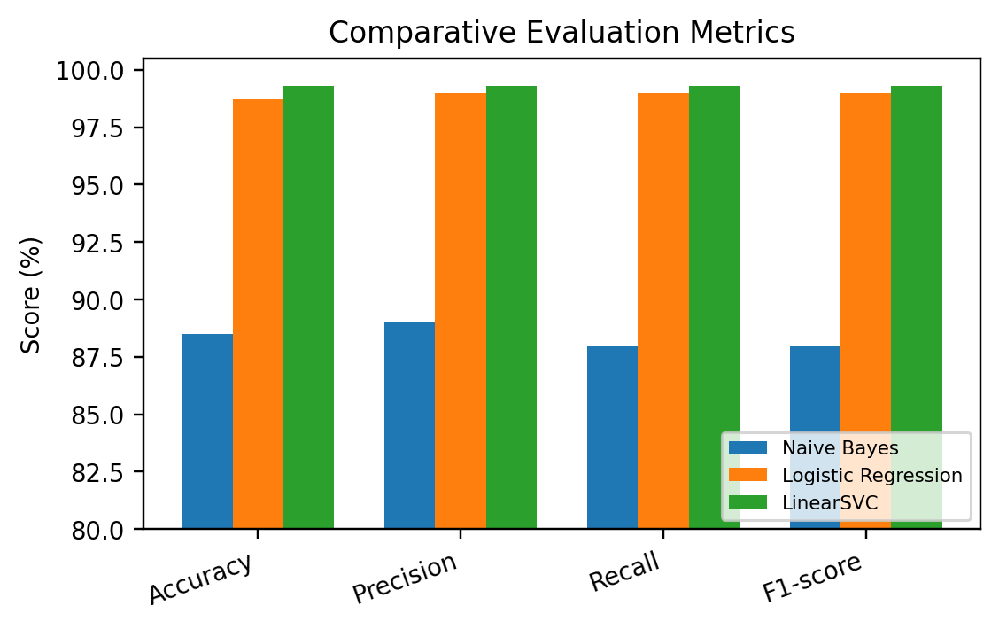 Comparative Evaluation Metrics
Score (%)
100.0
97.5
95.0
92.5
90.0
87.5
85.0
82.5
80.0
Naive Bayes
Logistic Regression
LinearSVC
Accuracy
Precision
Recall
F1-score